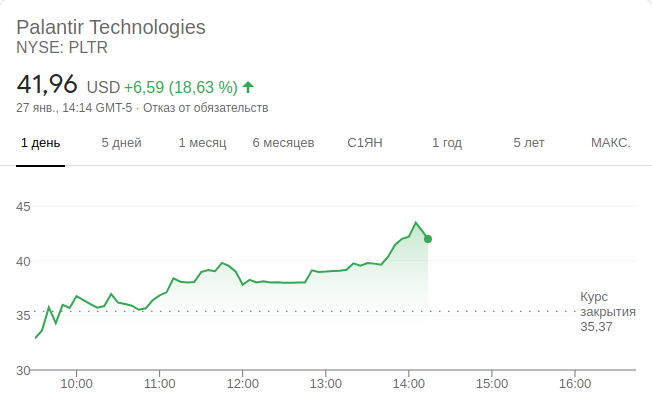 Palantir Technologies
NYSE: PLTR
41,96 USD +6,59 (18,63 %)
27 янв., 14:14 GMT-5 · Отказ от обязательств
1 день 5 дней 1 месяц 6 месяцев С1ЯН 1 год 5 лет МАКС.
45
40
Курс
закрытия
35
35,37
30
10:00 11:00 12:00 13:00 14:00 15:00 16:00